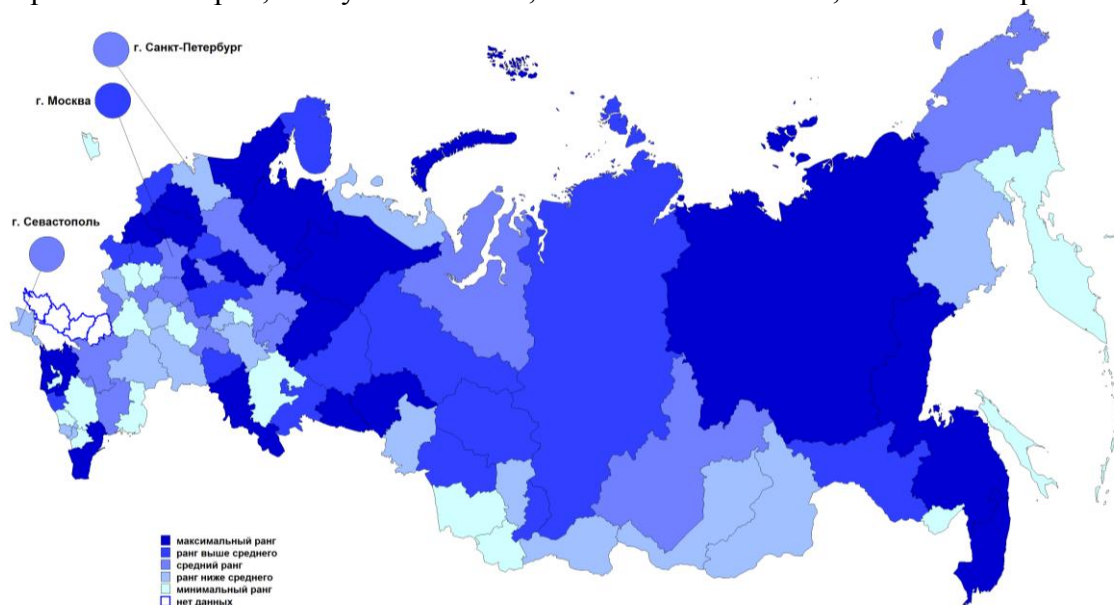 г. Санкт-Петербург
г. Москва
г. Севастополь
максимальный ранг
ранг выше среднего
средний ранг
ранг ниже среднего
минимальный ранг
нет данных